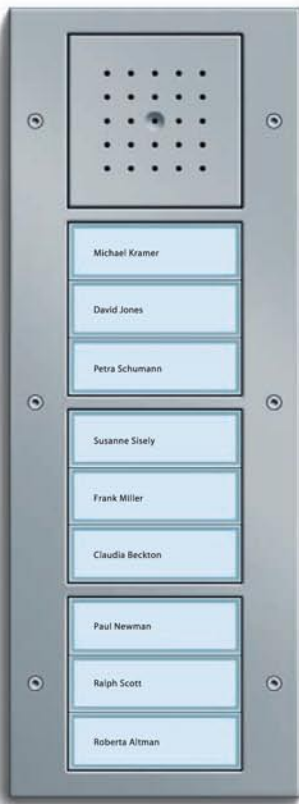 Michael Kramer
David Jones
Petra Schumann
Susanne Sisely
Frank Miller
Claudia Beckton
Paul Newman
Ralph Scott
Roberta Altman